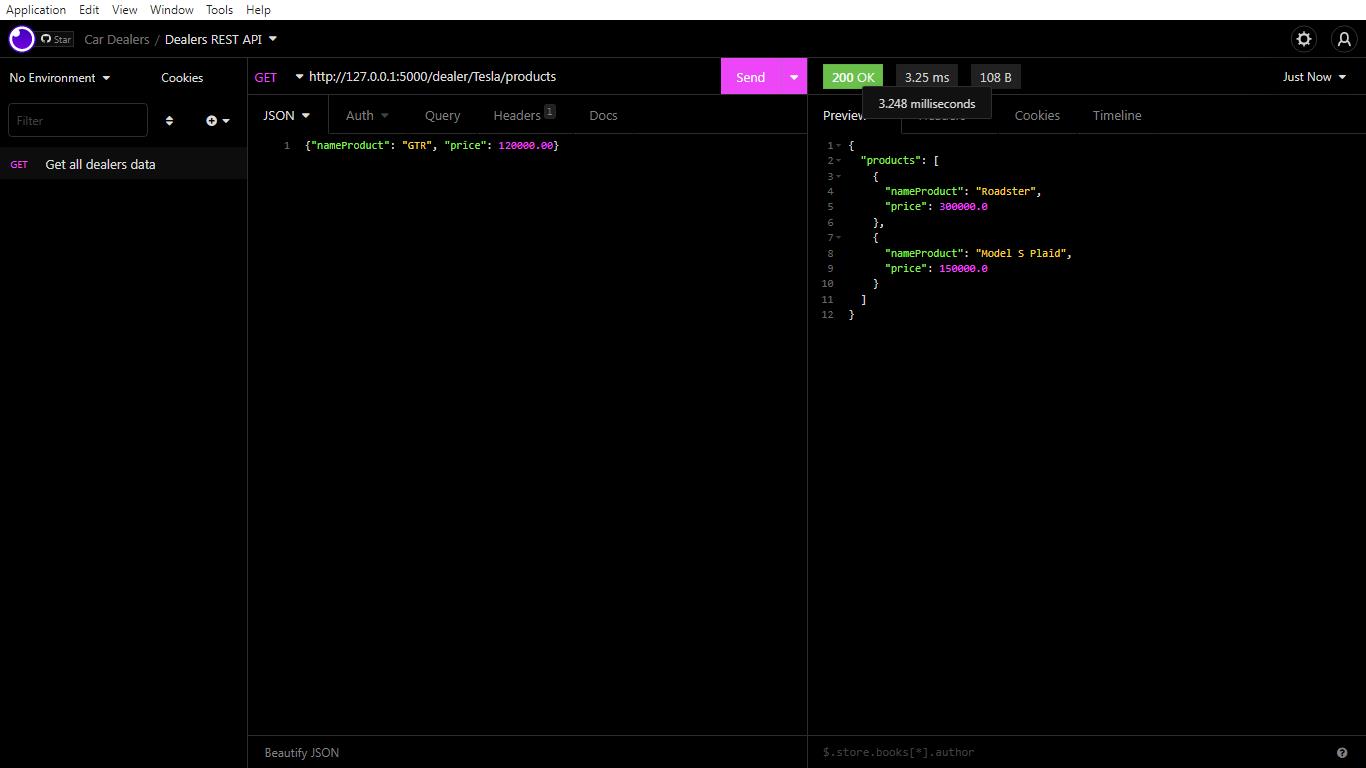 Application Edit View Window Tools Help
Star Car Dealers / Dealers REST API
No Environment Cookies
GET http://127.0.0.1:5000/dealer/Tesla/products Send
200 OK 3.25 ms 108 B Just Now
3.248 milliseconds
Filter
JSON Auth Query Headers 1 Docs
Preview Headers Cookies Timeline
GET Get all dealers data
1 {"nameProduct": "GTR", "price": 120000.00}
1 {
2 "products": [
3 {
4 "nameProduct": "Roadster",
5 "price": 300000.0
6 },
7 {
8 "nameProduct": "Model S Plaid",
9 "price": 150000.0
10 }
11 ]
12 }
Beautify JSON
$.store.books[*].author